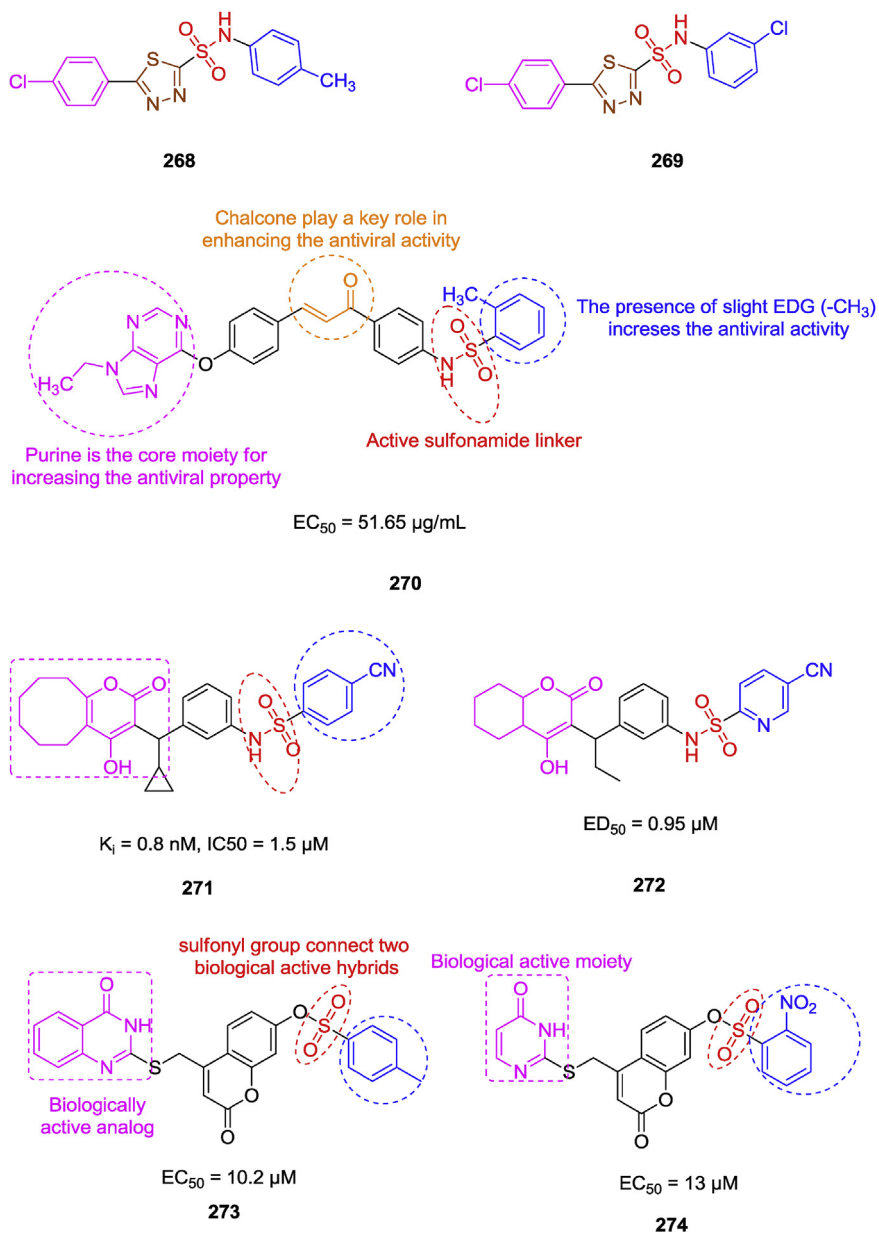 H
N
S
O
O
S
N
N
Cl
CH₃
268
H
N
S
O
O
S
N
N
Cl
Cl
269
Chalcone play a key role in
enhancing the antiviral activity
O
H₃C
O
S
O
N
H
N
N
N
N
O
H₃C
The presence of slight EDG (-CH₃)
increses the antiviral activity
Active sulfonamide linker
Purine is the core moiety for
increasing the antiviral property
EC₅₀ = 51.65 µg/mL
270
O
O
OH
N
H
S
O
O
CN
Kᵢ = 0.8 nM, IC50 = 1.5 µM
271
O
O
OH
N
H
S
O
O
N
CN
ED₅₀ = 0.95 µM
272
sulfonyl group connect two
biological active hybrids
O
NH
N
S
O
O
O
S
O
O
Biologically
active analog
EC₅₀ = 10.2 µM
273
Biological active moiety
O
NH
N
S
O
O
O
S
O
O
NO₂
EC₅₀ = 13 µM
274